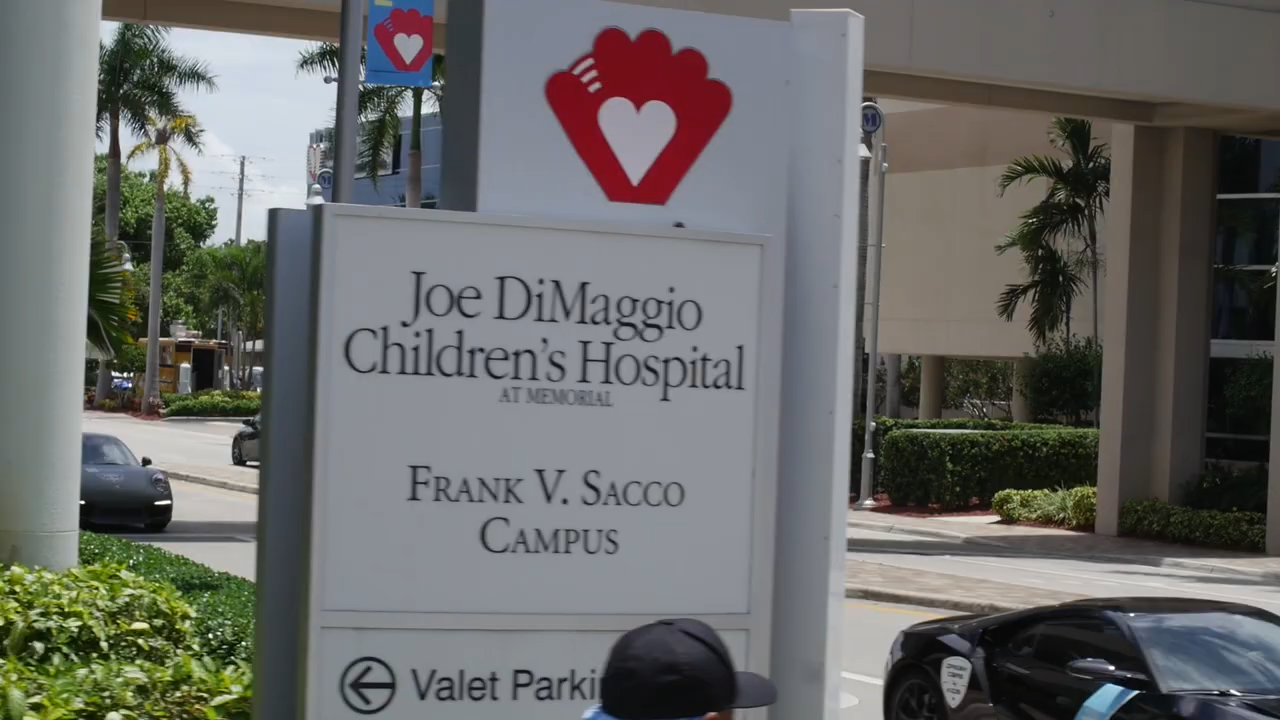 Joe DiMaggio
Children's Hospital
AT MEMORIAL
FRANK V. SACCO
CAMPUS
Valet Parki
M